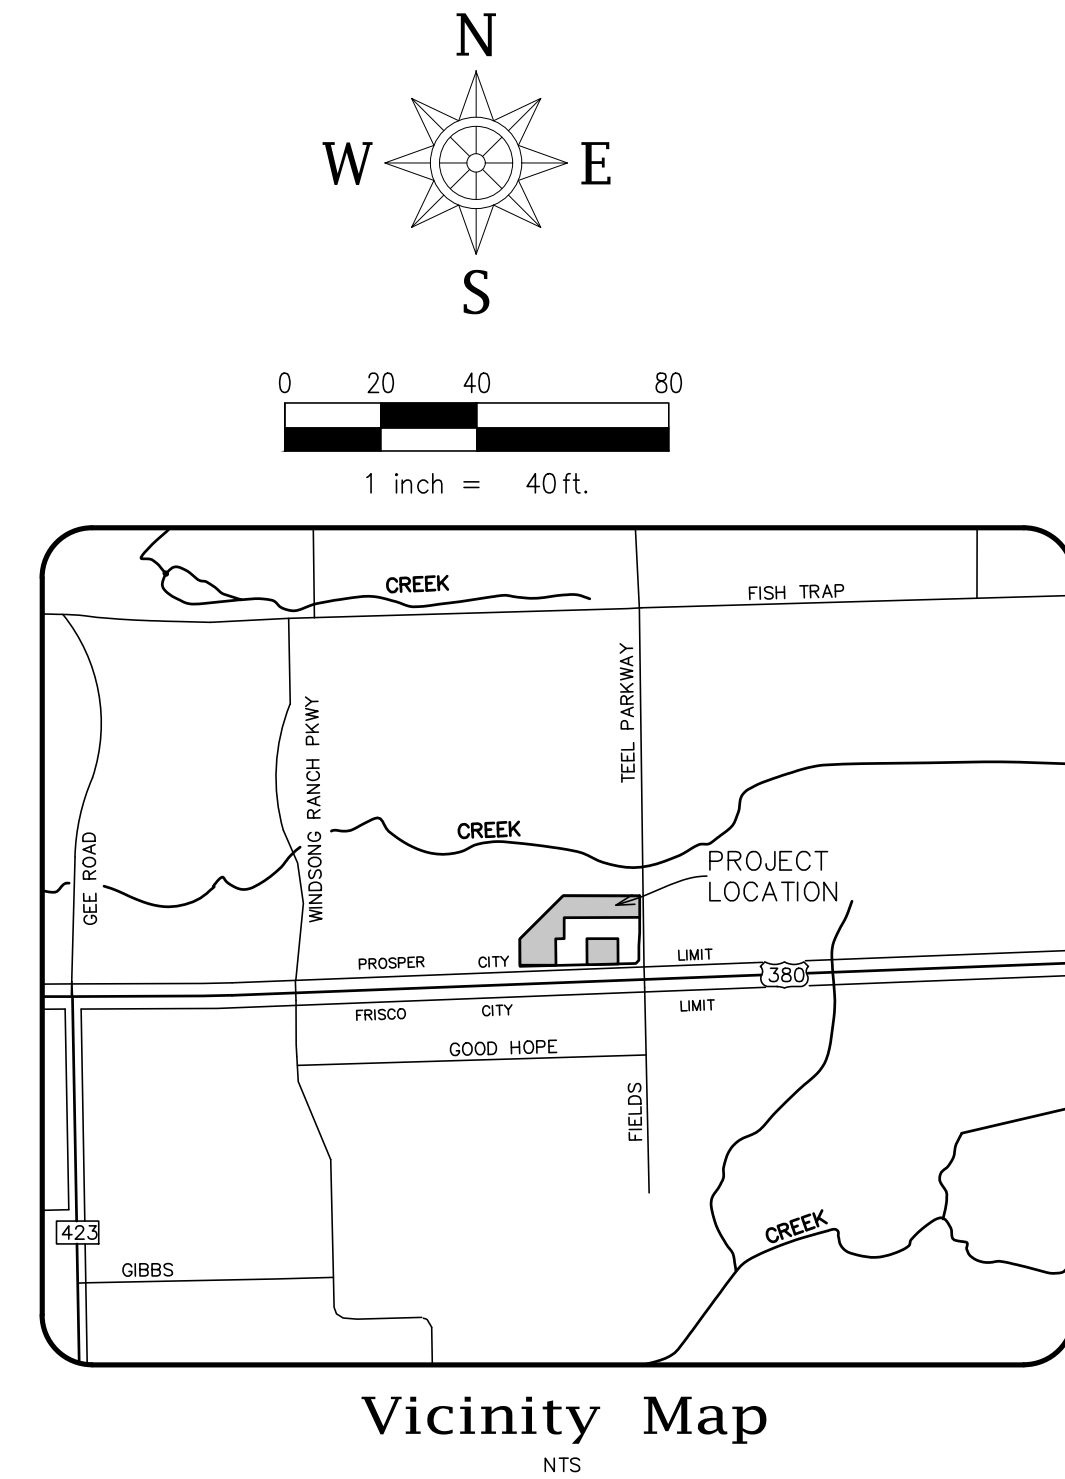 N
W E
S
0 20 40 80
1 inch = 40 ft.
CREEK
FISH TRAP
TEEL PARKWAY
WINDSONG RANCH PKWY
GEE ROAD
CREEK
PROJECT
LOCATION
PROSPER CITY LIMIT
380
FRISCO CITY LIMIT
GOOD HOPE
FIELDS
423
CREEK
GIBBS
Vicinity Map
NTS